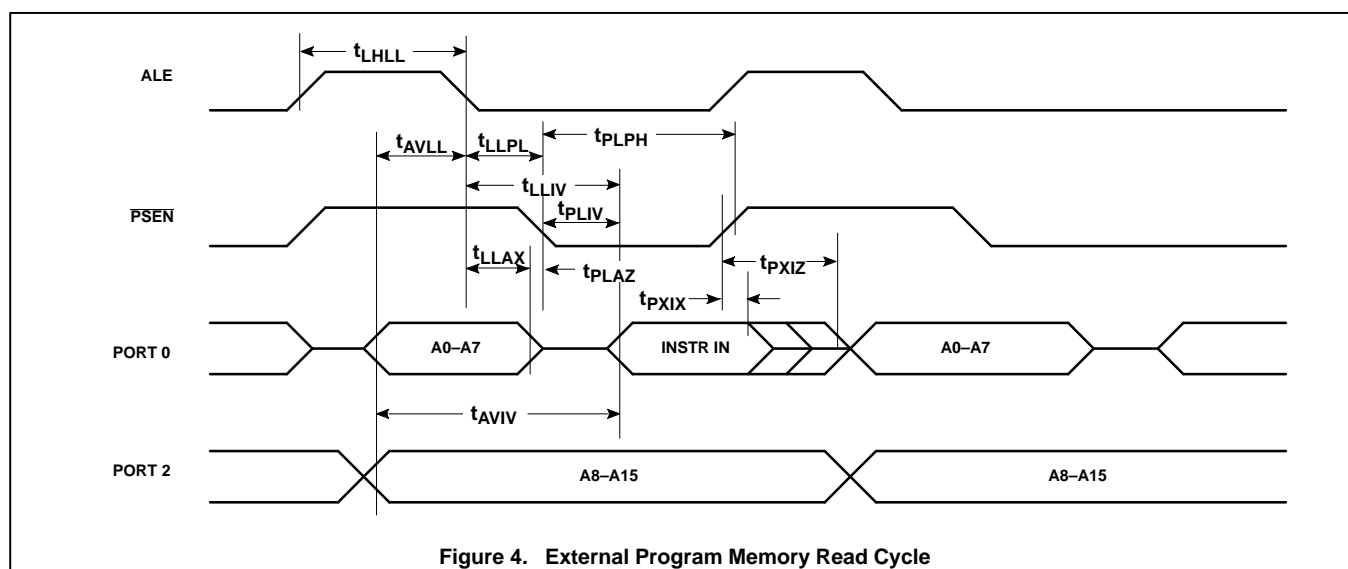 tLHLL
ALE
tAVLL
tLLPL
tPLPH
tLLIV
PSEN
tPLIV
tLLAX
tPLAZ
tPXIZ
tPXIX
PORT 0
A0–A7
INSTR IN
A0–A7
tAVIV
PORT 2
A8–A15
A8–A15
Figure 4. External Program Memory Read Cycle